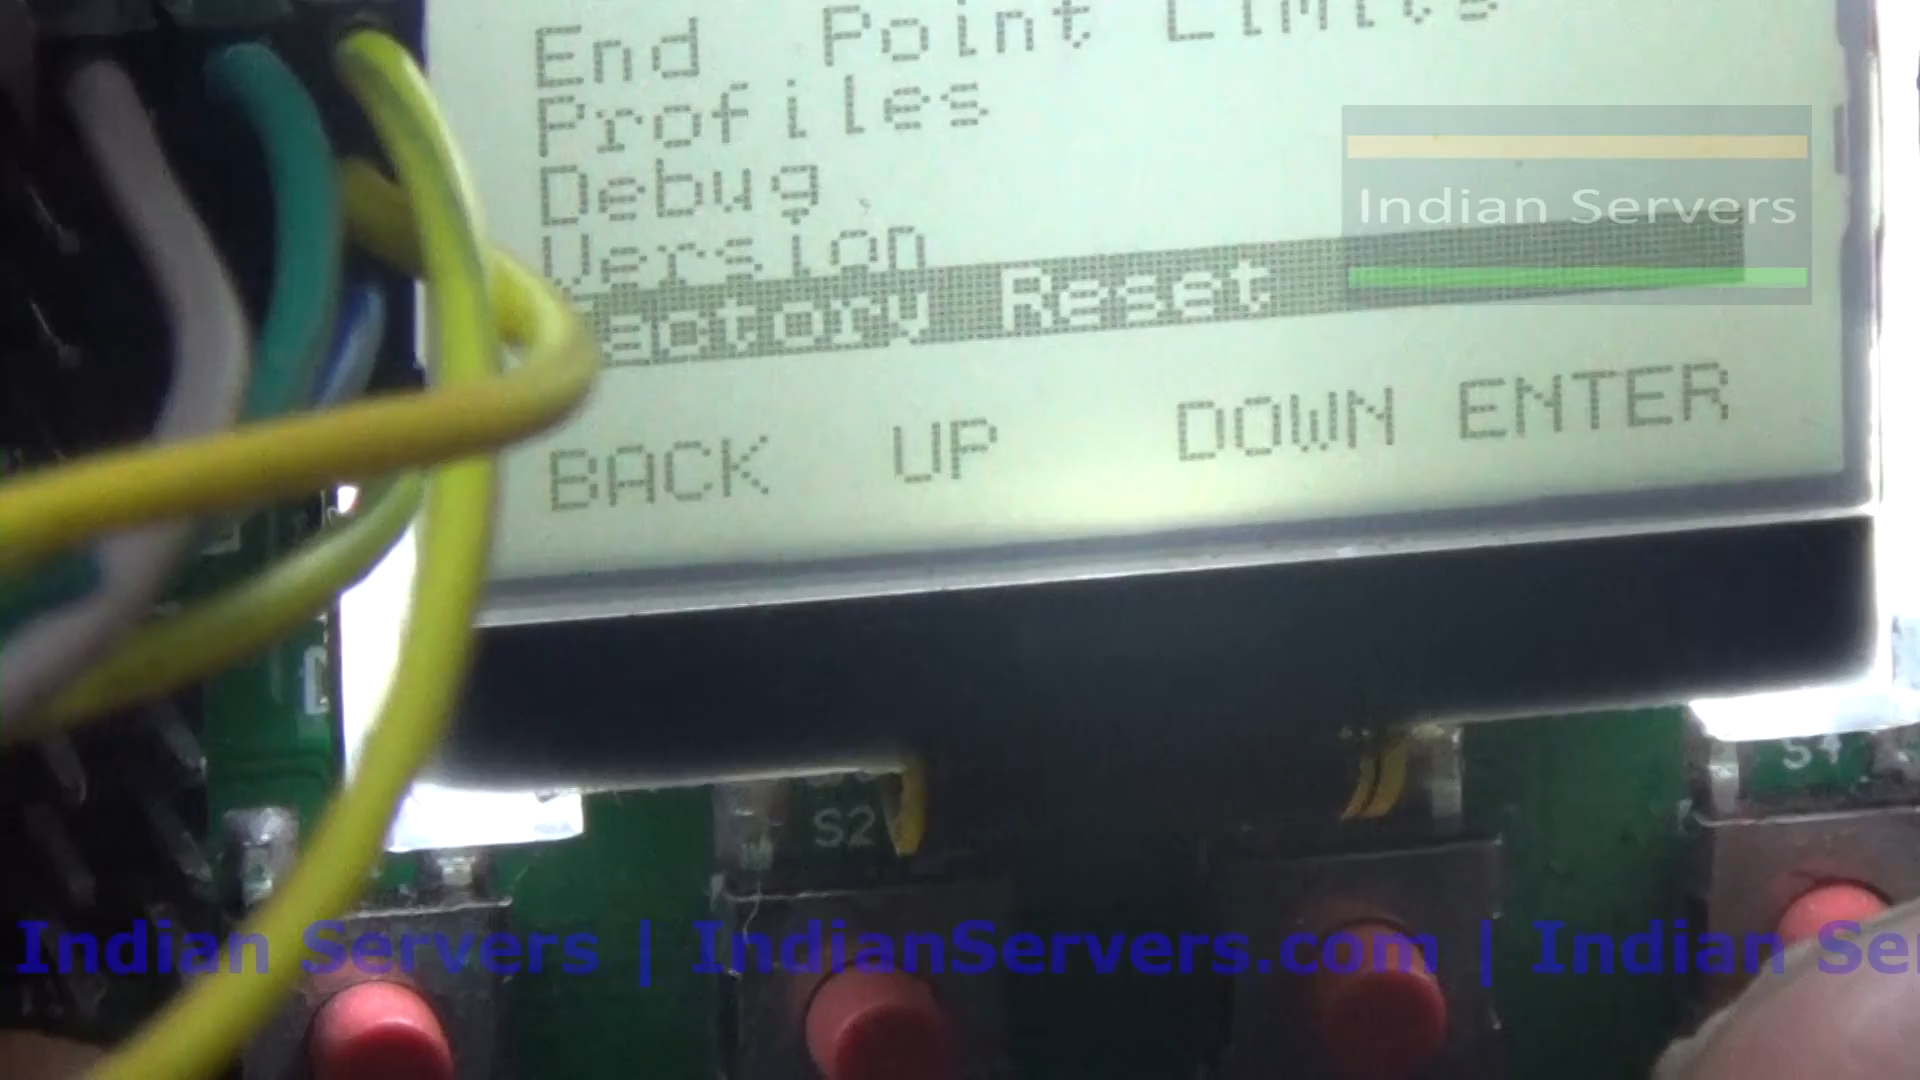 End Point Limits
Profiles
Debug
Version
Factory Reset
BACK UP DOWN ENTER
Indian Servers
S2
S4
Indian Servers | IndianServers.com | Indian Se